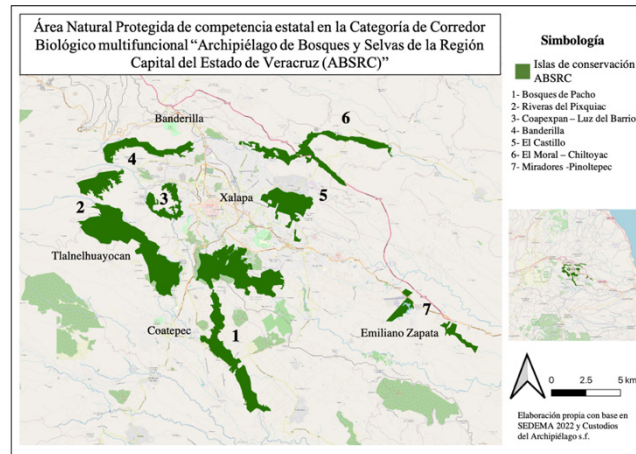 Área Natural Protegida de competencia estatal en la Categoría de Corredor
Biológico multifuncional “Archipiélago de Bosques y Selvas de la Región
Capital del Estado de Veracruz (ABSRC)”
Simbología
Islas de conservación
ABSRC
1- Bosques de Pacho
2- Riveras del Pixquiac
3- Coapexpan – Luz del Barrio
4- Banderilla
5- El Castillo
6- El Moral – Chiltoyac
7- Miradores -Pinoltepec
Banderilla
6
4
3
Xalapa
5
2
Tlalnelhuayocan
7
Coatepec
1
Emiliano Zapata
0 2.5 5 km
Elaboración propia con base en
SEDEMA 2022 y Custodios
del Archipiélago s.f.